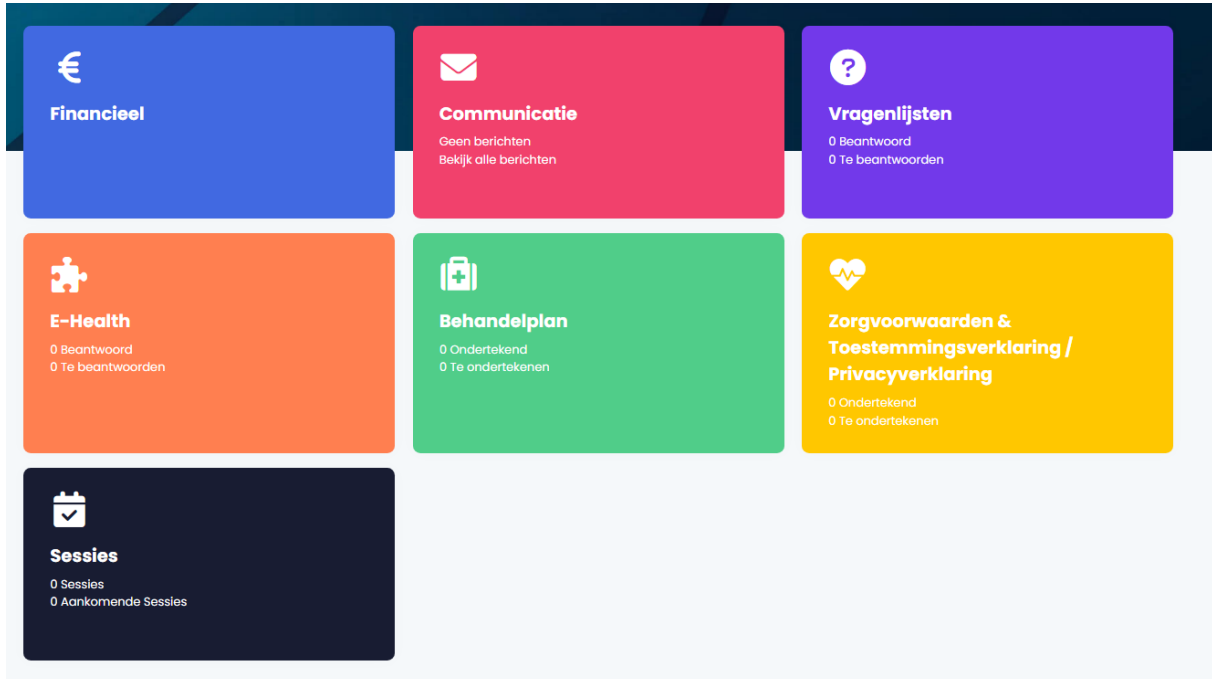 Financieel
Communicatie
Geen berichten
Bekijk alle berichten
Vragenlijsten
0 Beantwoord
0 Te beantwoorden
E-Health
0 Beantwoord
0 Te beantwoorden
Behandelplan
0 Ondertekend
0 Te ondertekenen
Zorgvoorwaarden &
Toestemmingsverklaring /
Privacyverklaring
0 Ondertekend
0 Te ondertekenen
Sessies
0 Sessies
0 Aankomende Sessies